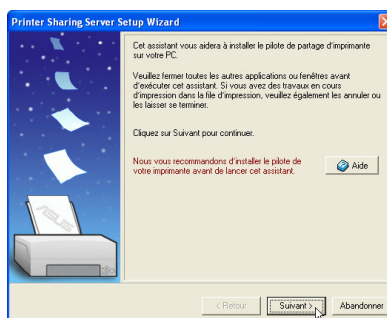 Printer Sharing Server Setup Wizard
Cet assistant vous aidera à installer le pilote de partage d'imprimante
sur votre PC.
Veuillez fermer toutes les autres applications ou fenêtres avant
d'exécuter cet assistant. Si vous avez des travaux en cours
d'impression dans la file d'impression, veuillez également les annuler ou
les laisser se terminer.
Cliquez sur Suivant pour continuer.
Nous vous recommandons d'installer le pilote de
votre imprimante avant de lancer cet assistant.
Aide
ASUS
< Retour
Suivant >
Abandonner